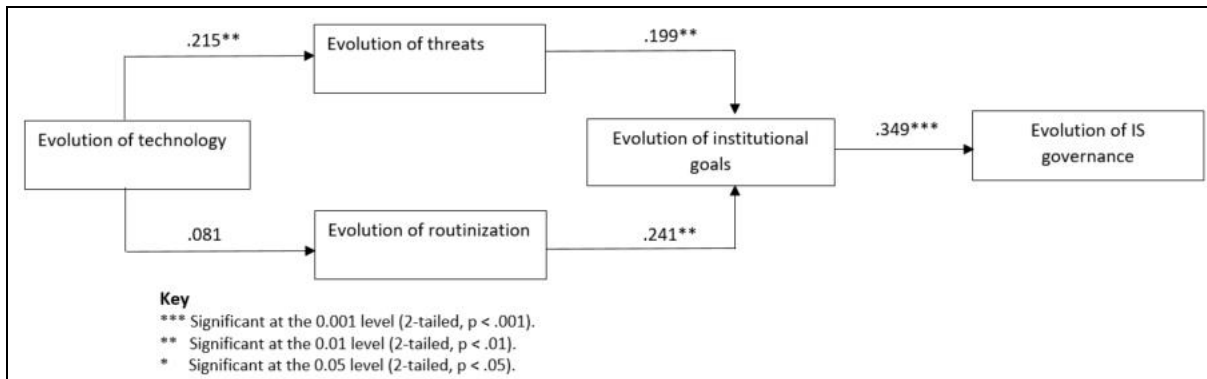 .215**
Evolution of threats
.199**
Evolution of technology
Evolution of institutional
goals
.349***
Evolution of IS
governance
.081
Evolution of routinization
.241**
Key
*** Significant at the 0.001 level (2-tailed, p < .001).
** Significant at the 0.01 level (2-tailed, p < .01).
* Significant at the 0.05 level (2-tailed, p < .05).